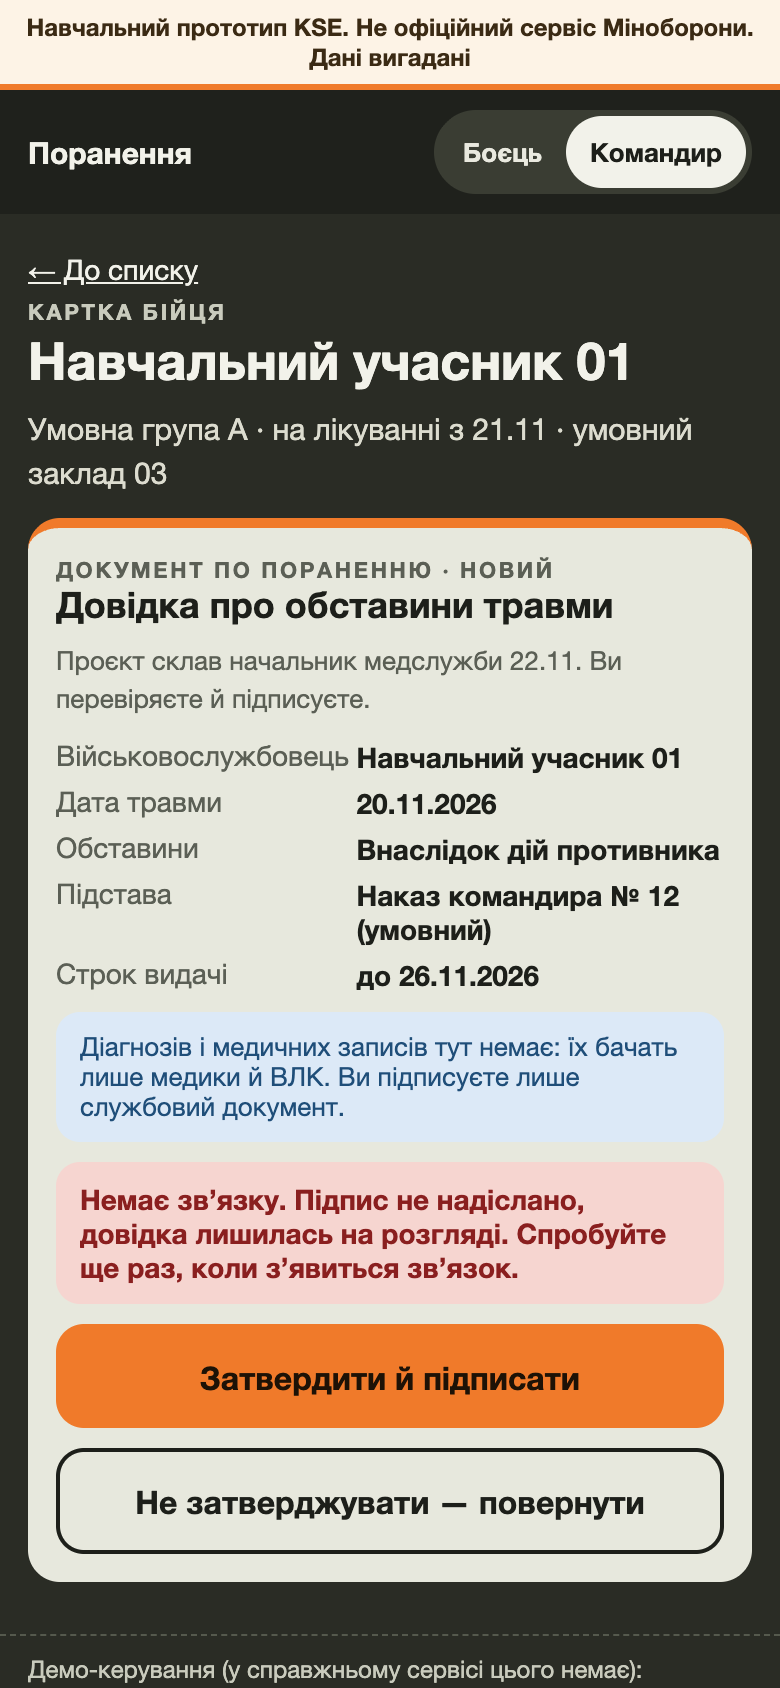 Навчальний прототип KSE. Не офіційний сервіс Міноборони.
Дані вигадані
Поранення
Боєць
Командир
← До списку
КАРТКА БІЙЦЯ
Навчальний учасник 01
Умовна група А · на лікуванні з 21.11 · умовний
заклад 03
ДОКУМЕНТ ПО ПОРАНЕННЮ · НОВИЙ
Довідка про обставини травми
Проєкт склав начальник медслужби 22.11. Ви
перевіряєте й підписуєте.
Військовослужбовець Навчальний учасник 01
Дата травми 20.11.2026
Обставини Внаслідок дій противника
Підстава Наказ командира № 12
(умовний)
Строк видачі до 26.11.2026
Діагнозів і медичних записів тут немає: їх бачать
лише медики й ВЛК. Ви підписуєте лише
службовий документ.
Немає зв’язку. Підпис не надіслано,
довідка лишилась на розгляді. Спробуйте
ще раз, коли з’явиться зв’язок.
Затвердити й підписати
Не затверджувати — повернути
Демо-керування (у справжньому сервісі цього немає):